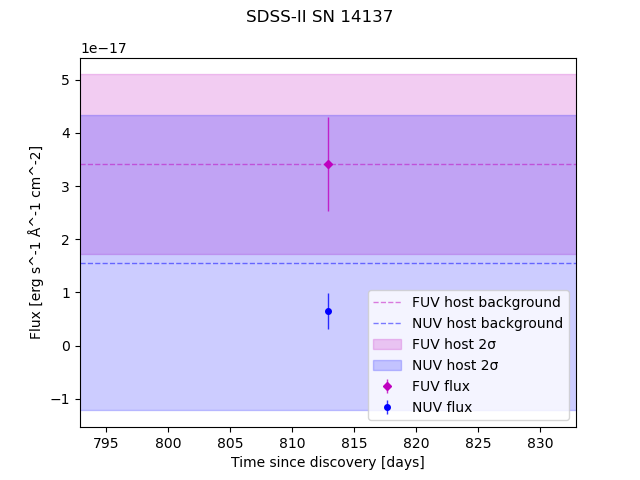 SDSS-II SN 14137
1e−17
5
4
3
2
1
0
−1
Flux [erg s^-1 Å^-1 cm^-2]
FUV host background
NUV host background
FUV host 2σ
NUV host 2σ
FUV flux
NUV flux
795 800 805 810 815 820 825 830
Time since discovery [days]